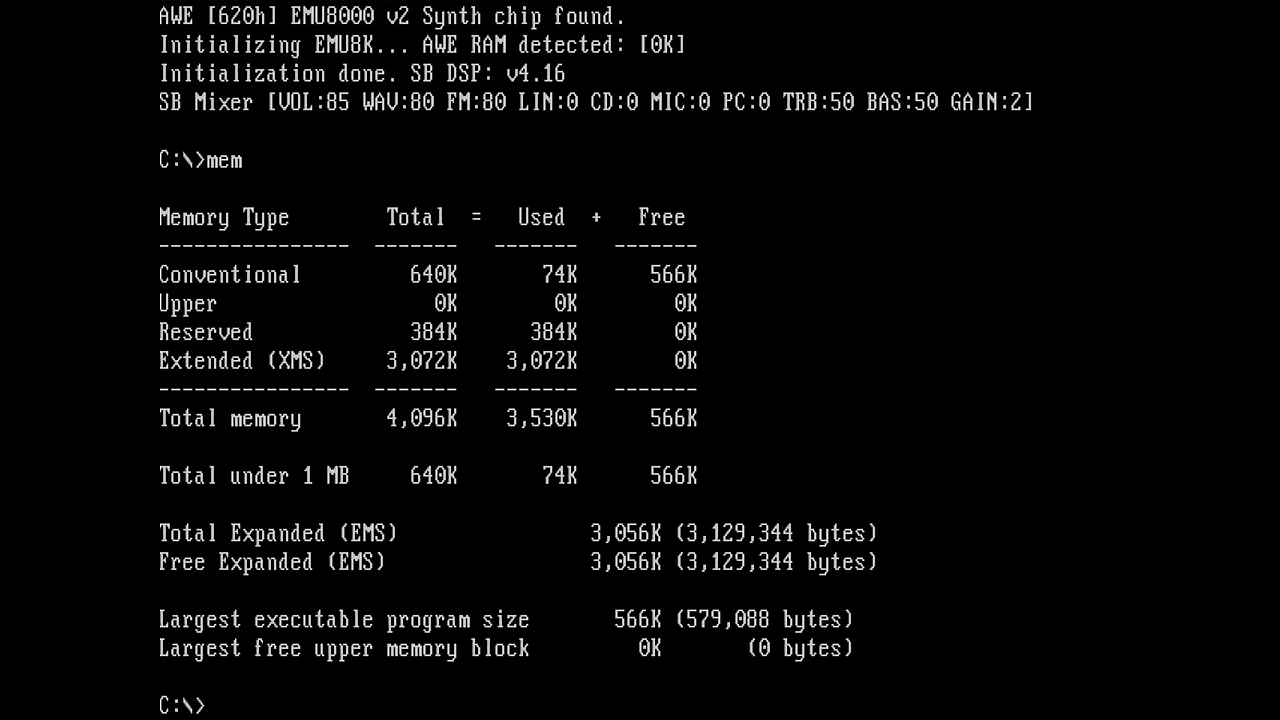 AWE [620h] EMU8000 v2 Synth chip found.
Initializing EMU8K... AWE RAM detected: [0K]
Initialization done. SB DSP: v4.16
SB Mixer [VOL:85 WAV:80 FM:80 LIN:0 CD:0 MIC:0 PC:0 TRB:50 BAS:50 GAIN:2]
C:\>mem
Memory Type        Total  =   Used  +   Free
----------------  -------   -------   -------
Conventional         640K       74K      566K
Upper                  0K        0K        0K
Reserved             384K      384K        0K
Extended (XMS)     3,072K    3,072K        0K
----------------  -------   -------   -------
Total memory       4,096K    3,530K      566K
Total under 1 MB     640K       74K      566K
Total Expanded (EMS)                3,056K (3,129,344 bytes)
Free Expanded (EMS)                 3,056K (3,129,344 bytes)
Largest executable program size       566K (579,088 bytes)
Largest free upper memory block         0K       (0 bytes)
C:\>